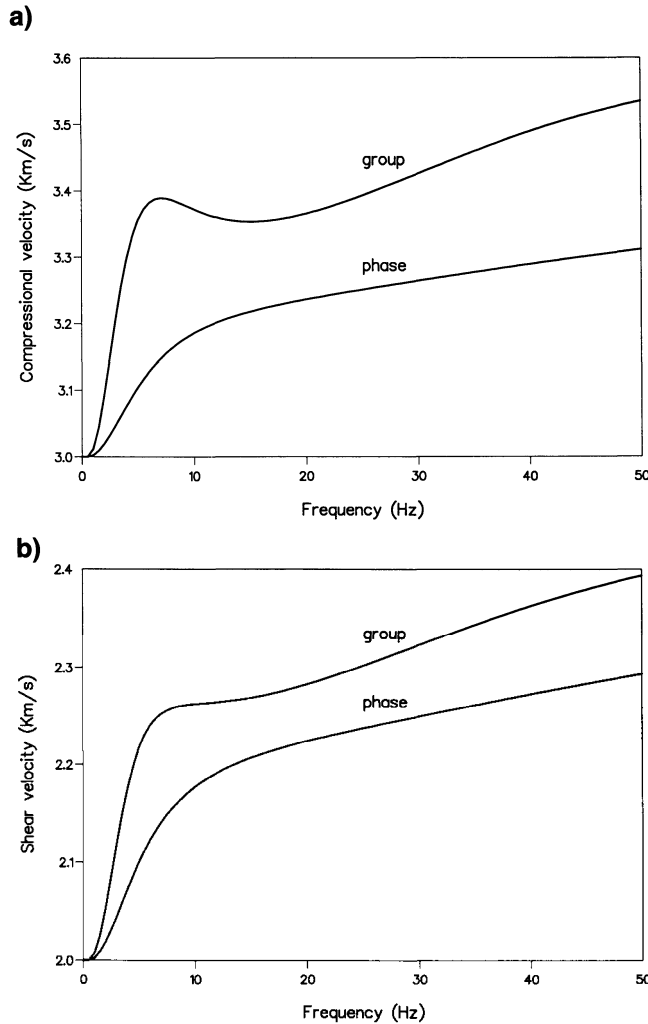 a)
3.6
3.5
3.4
3.3
3.2
3.1
3.0
Compressional velocity (Km/s)
group
phase
0 10 20 30 40 50
Frequency (Hz)
b)
2.4
2.3
2.2
2.1
2.0
Shear velocity (Km/s)
group
phase
0 10 20 30 40 50
Frequency (Hz)